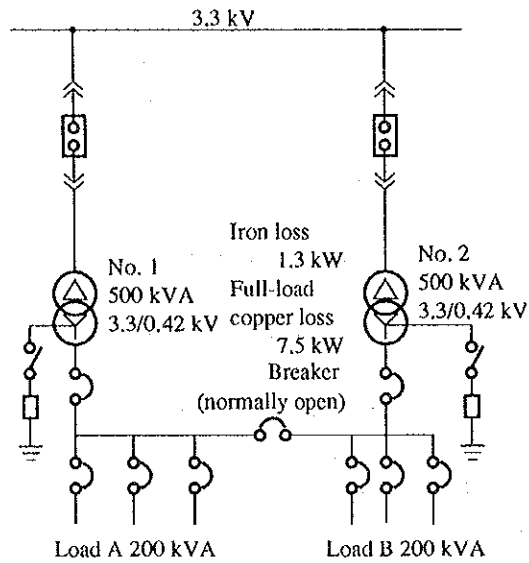 3.3 kV
No. 1
500 kVA
3.3/0.42 kV
Iron loss
1.3 kW
Full-load
copper loss
7.5 kW
Breaker
(normally open)
No. 2
500 kVA
3.3/0.42 kV
Load A 200 kVA
Load B 200 kVA